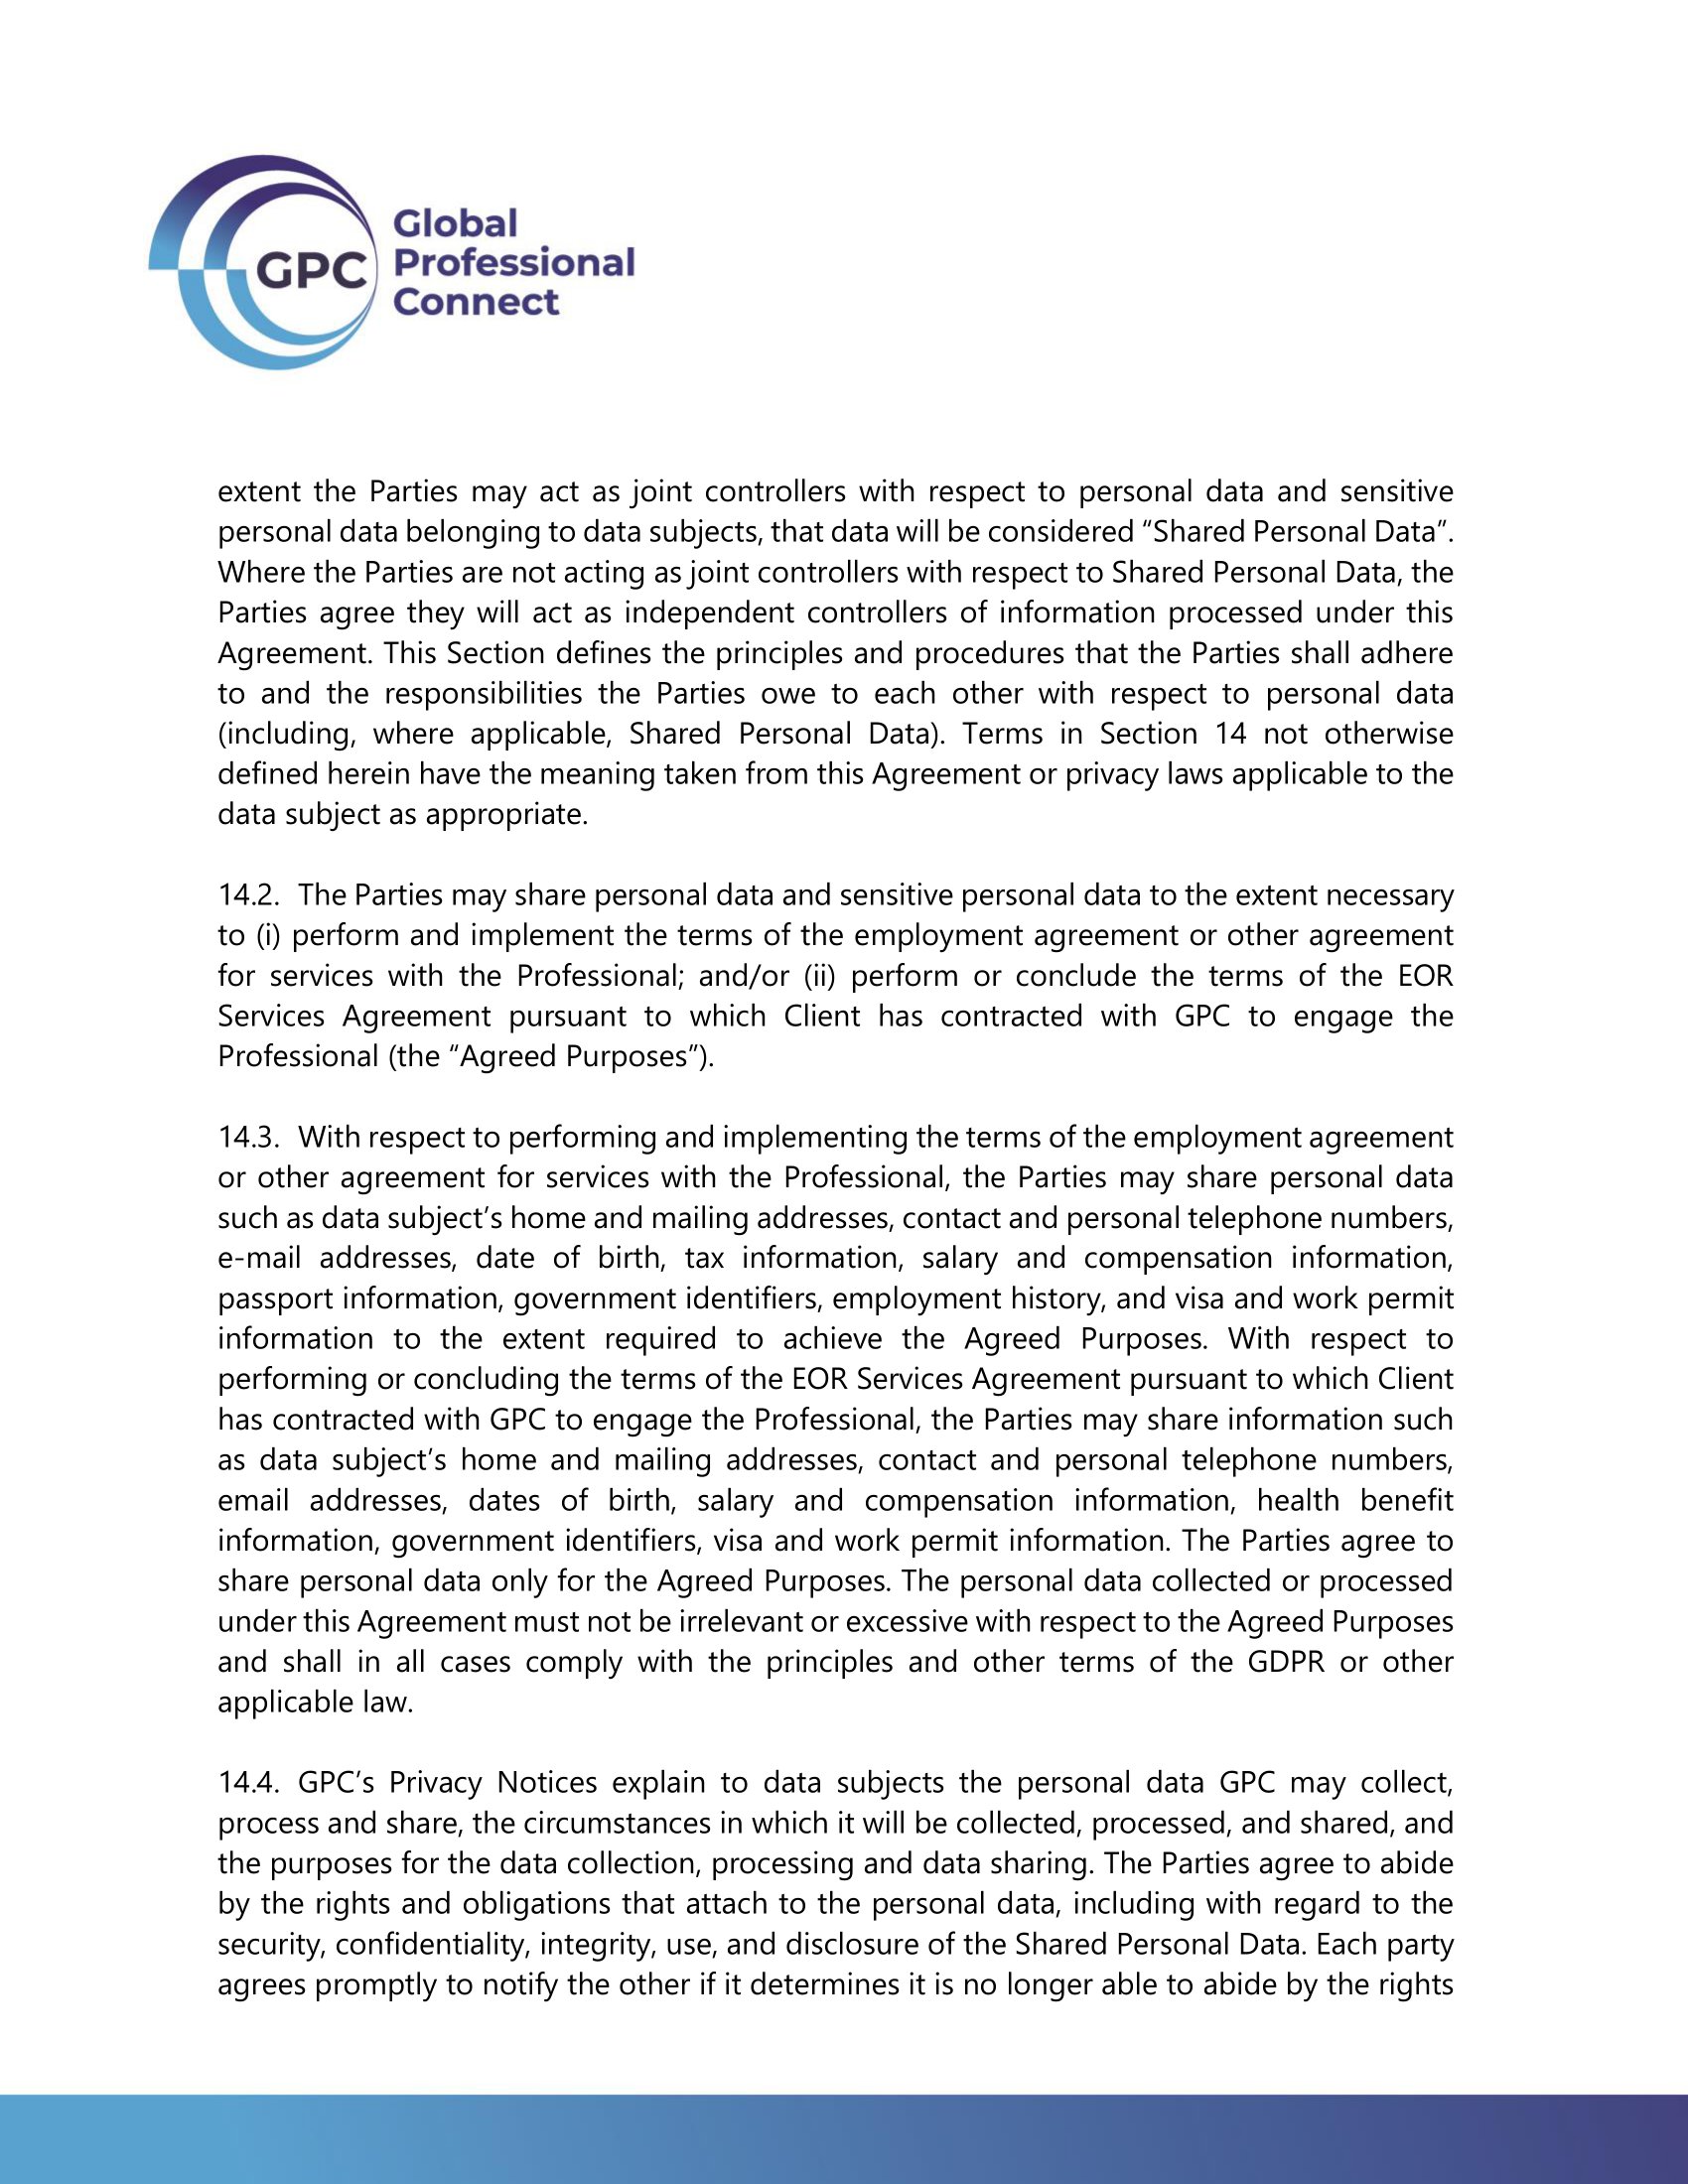 GPC
Global
Professional
Connect
extent the Parties may act as joint controllers with respect to personal data and sensitive
personal data belonging to data subjects, that data will be considered “Shared Personal Data”.
Where the Parties are not acting as joint controllers with respect to Shared Personal Data, the
Parties agree they will act as independent controllers of information processed under this
Agreement. This Section defines the principles and procedures that the Parties shall adhere
to and the responsibilities the Parties owe to each other with respect to personal data
(including, where applicable, Shared Personal Data). Terms in Section 14 not otherwise
defined herein have the meaning taken from this Agreement or privacy laws applicable to the
data subject as appropriate.
14.2. The Parties may share personal data and sensitive personal data to the extent necessary
to (i) perform and implement the terms of the employment agreement or other agreement
for services with the Professional; and/or (ii) perform or conclude the terms of the EOR
Services Agreement pursuant to which Client has contracted with GPC to engage the
Professional (the “Agreed Purposes”).
14.3. With respect to performing and implementing the terms of the employment agreement
or other agreement for services with the Professional, the Parties may share personal data
such as data subject’s home and mailing addresses, contact and personal telephone numbers,
e-mail addresses, date of birth, tax information, salary and compensation information,
passport information, government identifiers, employment history, and visa and work permit
information to the extent required to achieve the Agreed Purposes. With respect to
performing or concluding the terms of the EOR Services Agreement pursuant to which Client
has contracted with GPC to engage the Professional, the Parties may share information such
as data subject’s home and mailing addresses, contact and personal telephone numbers,
email addresses, dates of birth, salary and compensation information, health benefit
information, government identifiers, visa and work permit information. The Parties agree to
share personal data only for the Agreed Purposes. The personal data collected or processed
under this Agreement must not be irrelevant or excessive with respect to the Agreed Purposes
and shall in all cases comply with the principles and other terms of the GDPR or other
applicable law.
14.4. GPC’s Privacy Notices explain to data subjects the personal data GPC may collect,
process and share, the circumstances in which it will be collected, processed, and shared, and
the purposes for the data collection, processing and data sharing. The Parties agree to abide
by the rights and obligations that attach to the personal data, including with regard to the
security, confidentiality, integrity, use, and disclosure of the Shared Personal Data. Each party
agrees promptly to notify the other if it determines it is no longer able to abide by the rights